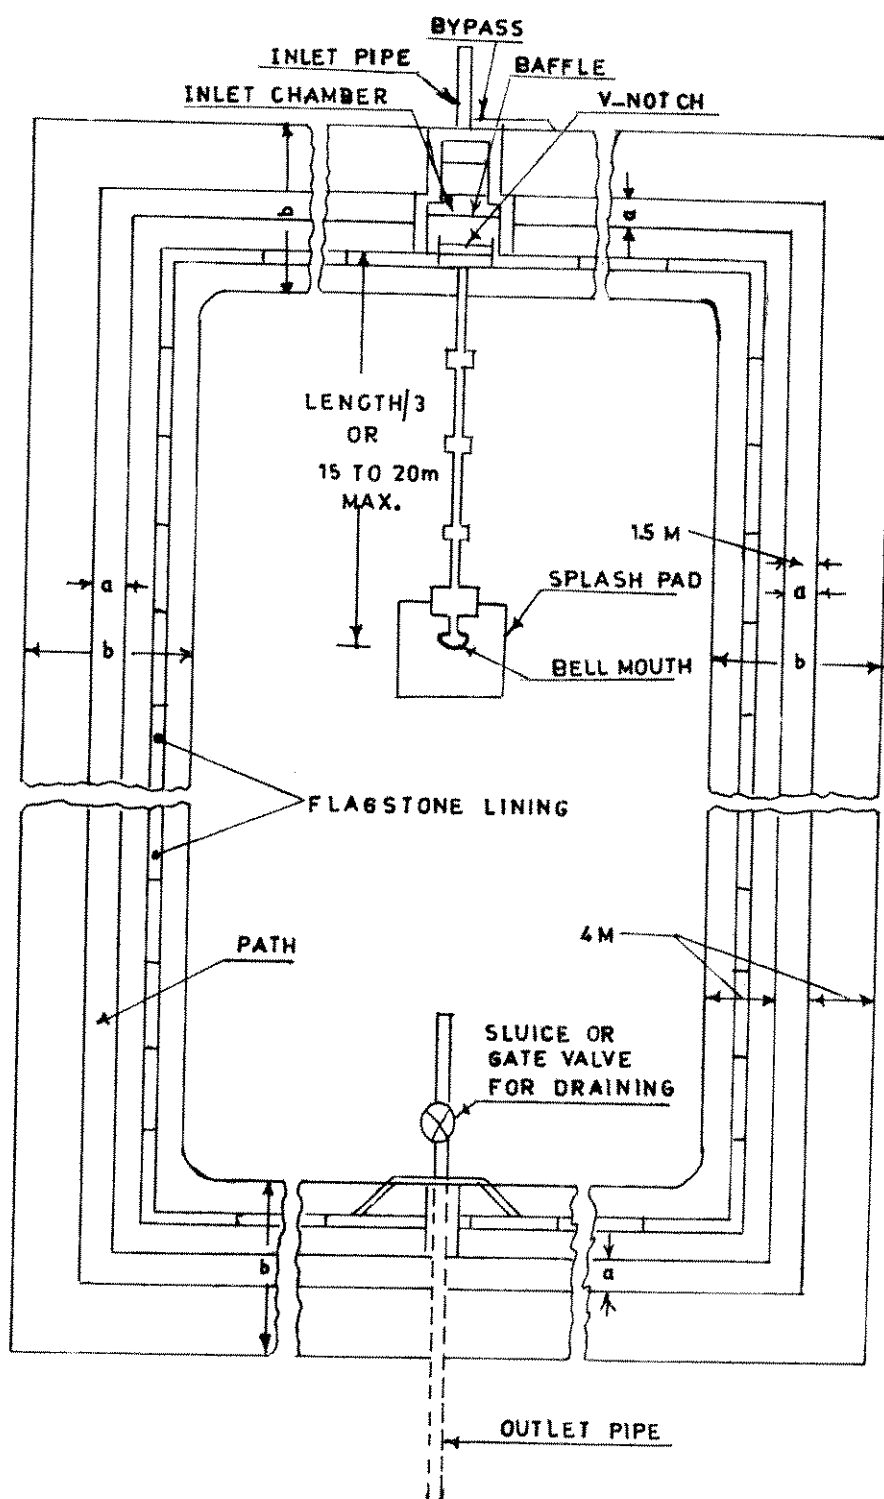 BYPASS
INLET PIPE
BAFFLE
INLET CHAMBER
V-NOTCH
b
a
LENGTH/3
OR
15 TO 20m
MAX.
1.5 M
a
a
SPLASH PAD
b
b
BELL MOUTH
FLAGSTONE LINING
4 M
PATH
SLUICE OR
GATE VALVE
FOR DRAINING
b
a
OUTLET PIPE